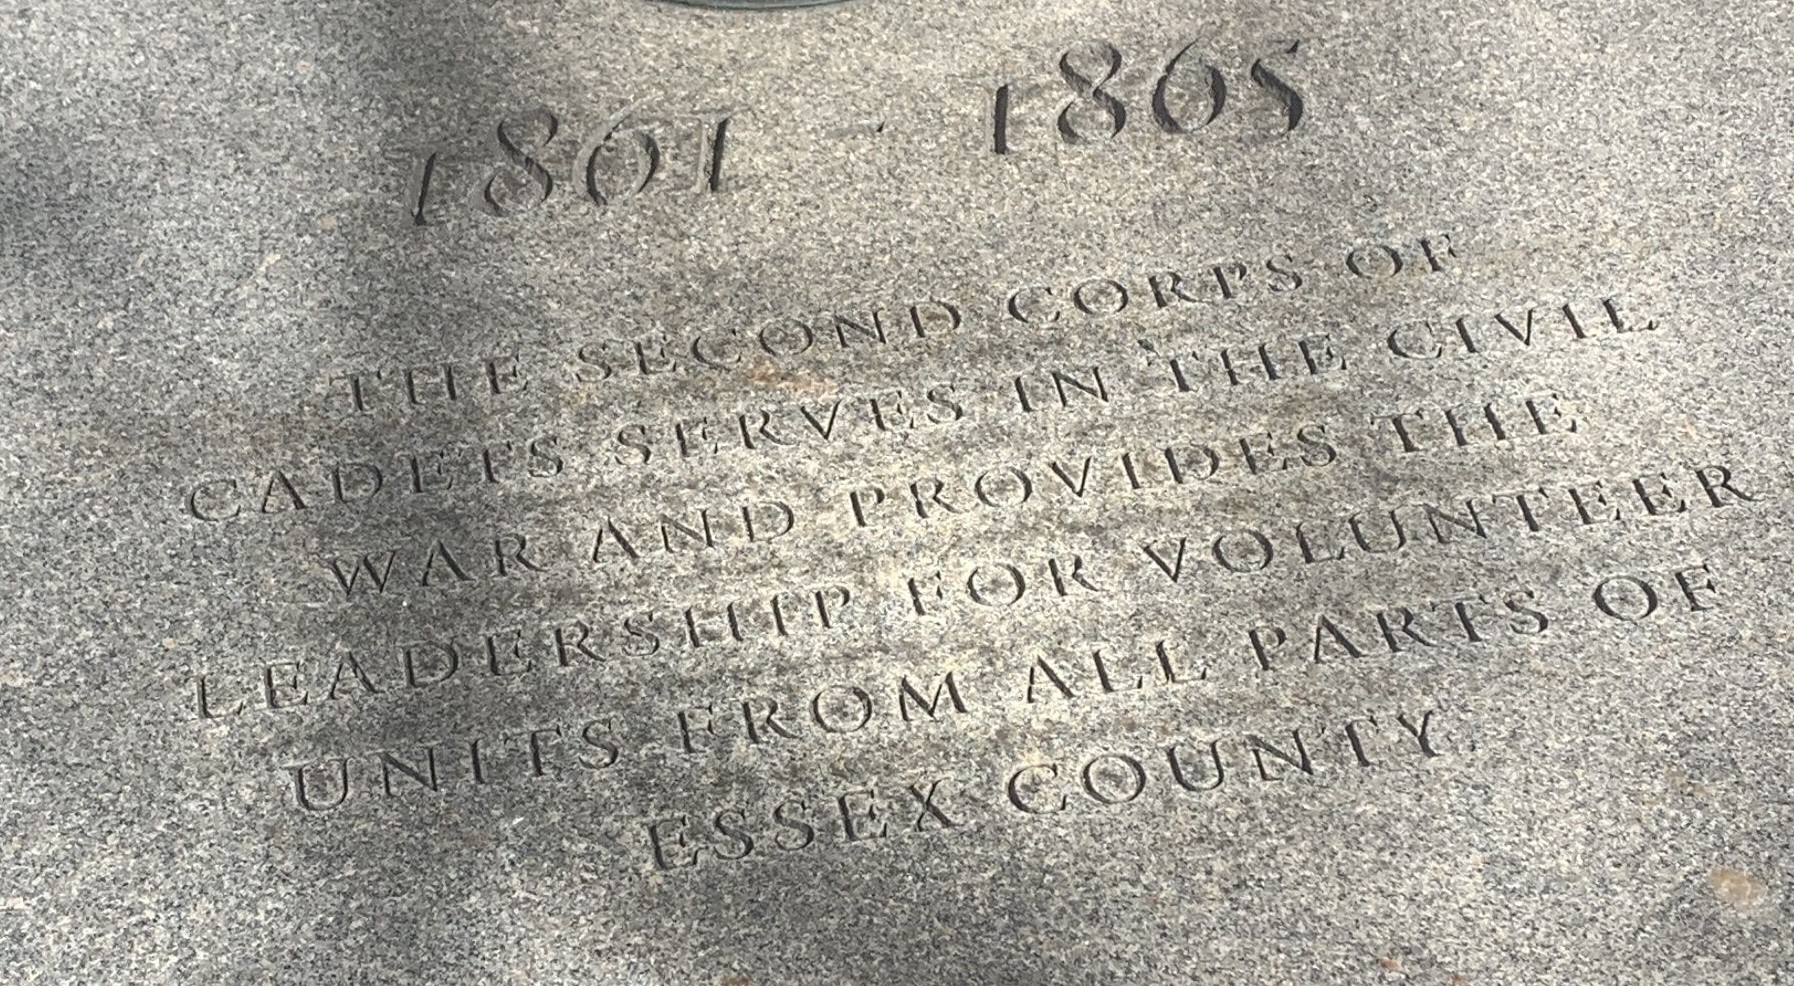 1861 - 1865
THE SECOND CORPS OF
CADETS SERVES IN THE CIVIL
WAR AND PROVIDES THE
LEADERSHIP FOR VOLUNTEER
UNITS FROM ALL PARTS OF
ESSEX COUNTY